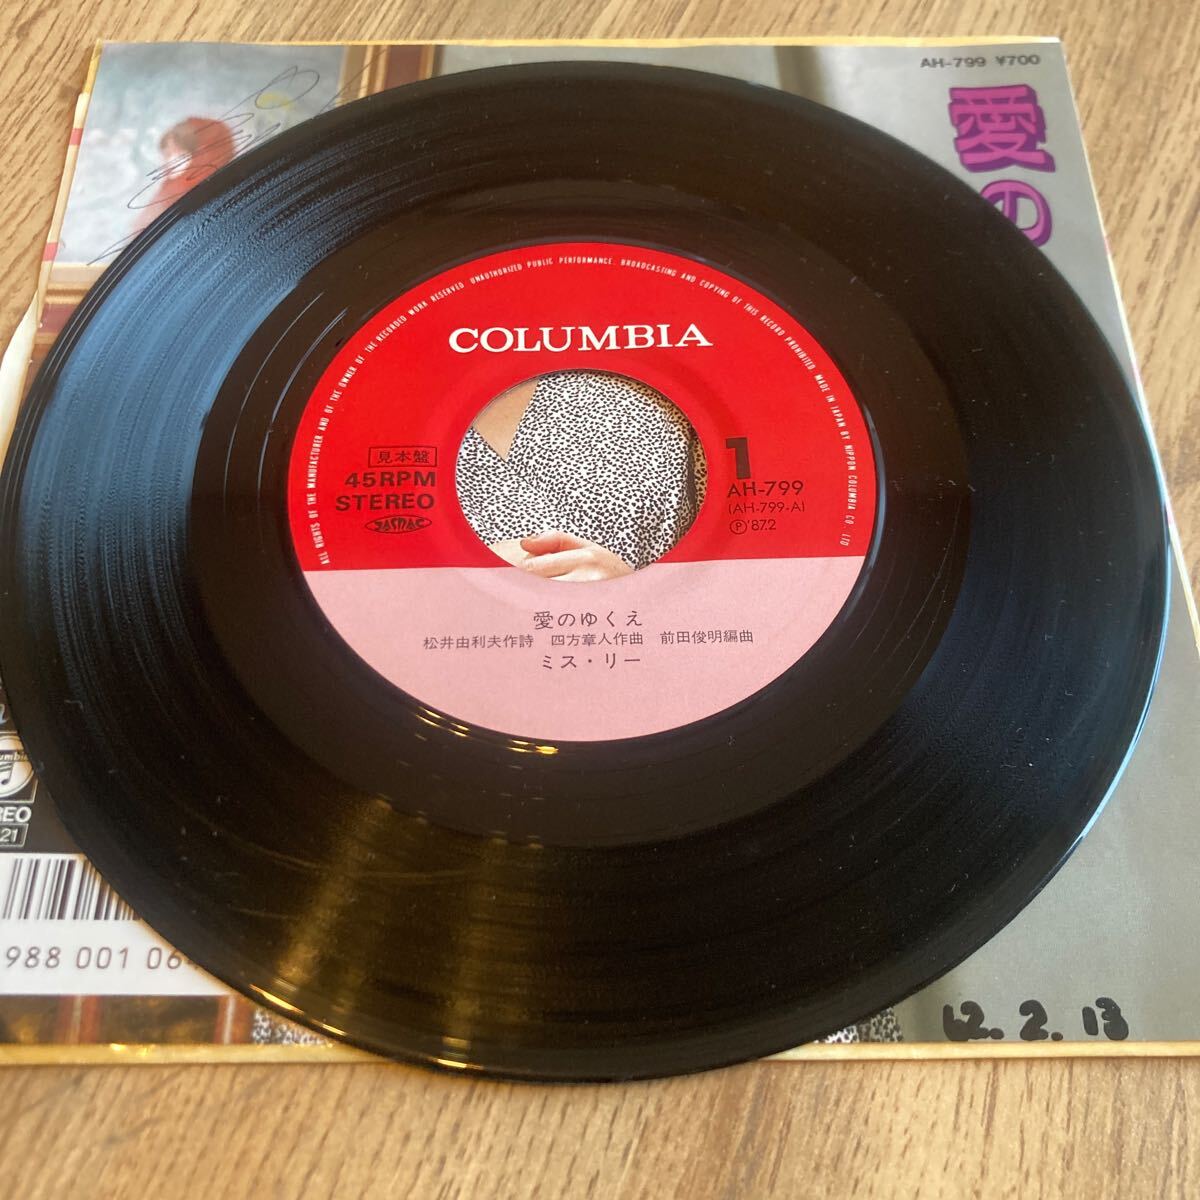 AH-799 ¥700
愛の
ALL RIGHTS OF THE MANUFACTURER AND OF THE OWNER OF THE RECORDED WORK RESERVED UNAUTHORIZED PUBLIC PERFORMANCE. BROADCASTING AND COPYING OF THIS RECORD PROHIBITED MADE IN JAPAN BY NIPPON COLUMBIA CO., LTD
COLUMBIA
見本盤
45RPM
STEREO
1
AH-799
(AH-799-A)
Ⓟ'87.2
愛のゆくえ
松井由利夫作詩 四方章人作曲 前田俊明編曲
ミス・リー
21
988 001 06
62.2.13